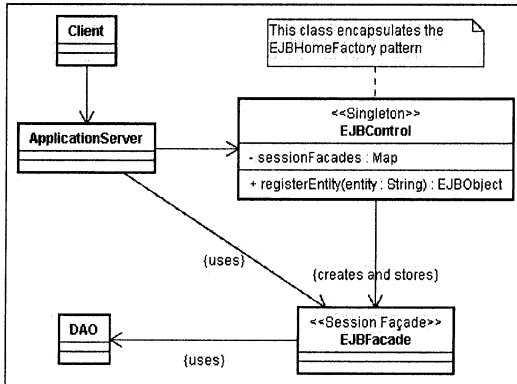 Client
This class encapsulates the
EJBHomeFactory pattern
ApplicationServer
<<Singleton>>
EJBControl
- sessionFacades : Map
+ registerEntity(entity : String) : EJBObject
{uses}
{creates and stores}
DAO
{uses}
<<Session Façade>>
EJBFacade